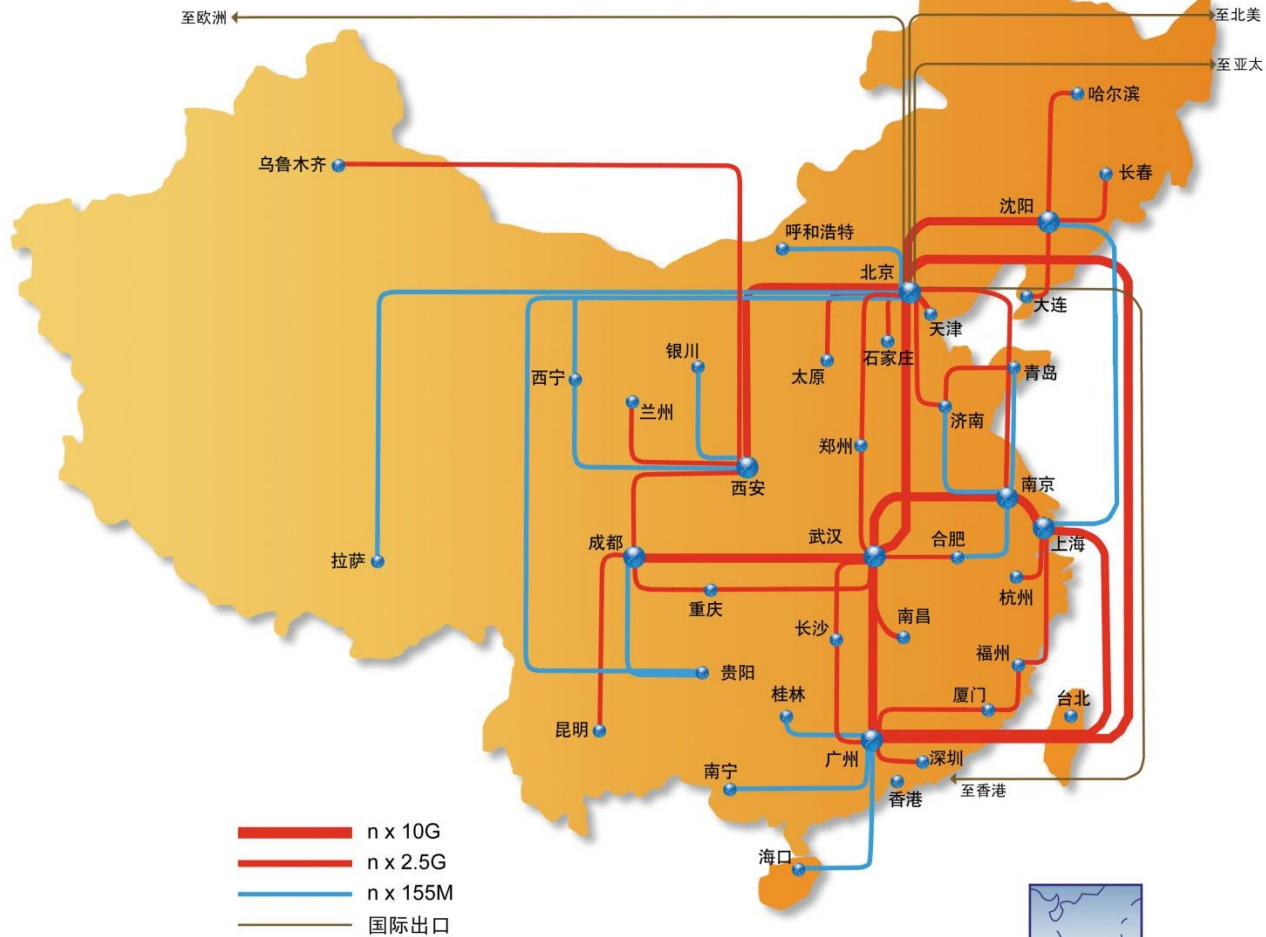 至欧洲
至北美
至亚太
哈尔滨
乌鲁木齐
长春
沈阳
呼和浩特
北京
大连
天津
银川
石家庄
西宁
太原
青岛
兰州
济南
郑州
西安
南京
武汉
合肥
成都
上海
拉萨
杭州
重庆
南昌
长沙
福州
贵阳
桂林
厦门
台北
昆明
广州
深圳
南宁
香港
至香港
海口
n x 10G
n x 2.5G
n x 155M
国际出口